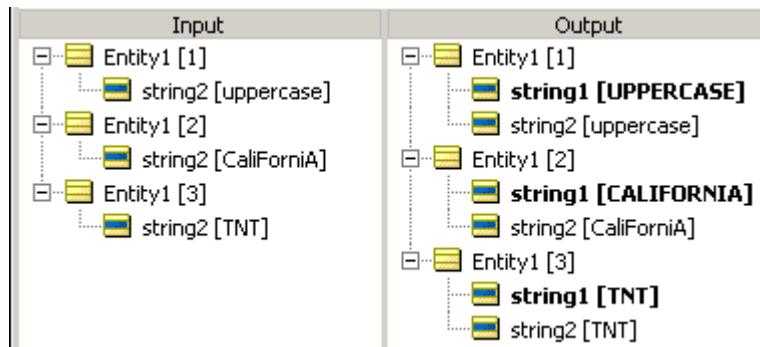 Input
Entity1 [1]
string2 [uppercase]
Entity1 [2]
string2 [CaliForniA]
Entity1 [3]
string2 [TNT]
Output
Entity1 [1]
string1 [UPPERCASE]
string2 [uppercase]
Entity1 [2]
string1 [CALIFORNIA]
string2 [CaliForniA]
Entity1 [3]
string1 [TNT]
string2 [TNT]